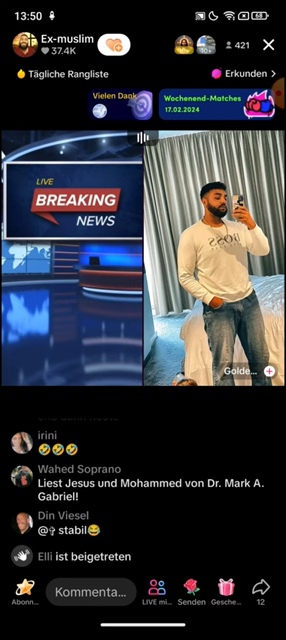 13:50
68
Ex-muslim
37.4K
421
Tägliche Rangliste
Erkunden >
Vielen Dank
Wochenend-Matches
17.02.2024
LIVE
BREAKING
NEWS
BOSS
Golde...
irini
🤣🤣🤣
Wahed Soprano
Liest Jesus und Mohammed von Dr. Mark A.
Gabriel!
Din Viesel
@✞ stabil😂
Elli ist beigetreten
Kommenta...
Abonn...
LIVE mi...
Senden
Gesche...
12